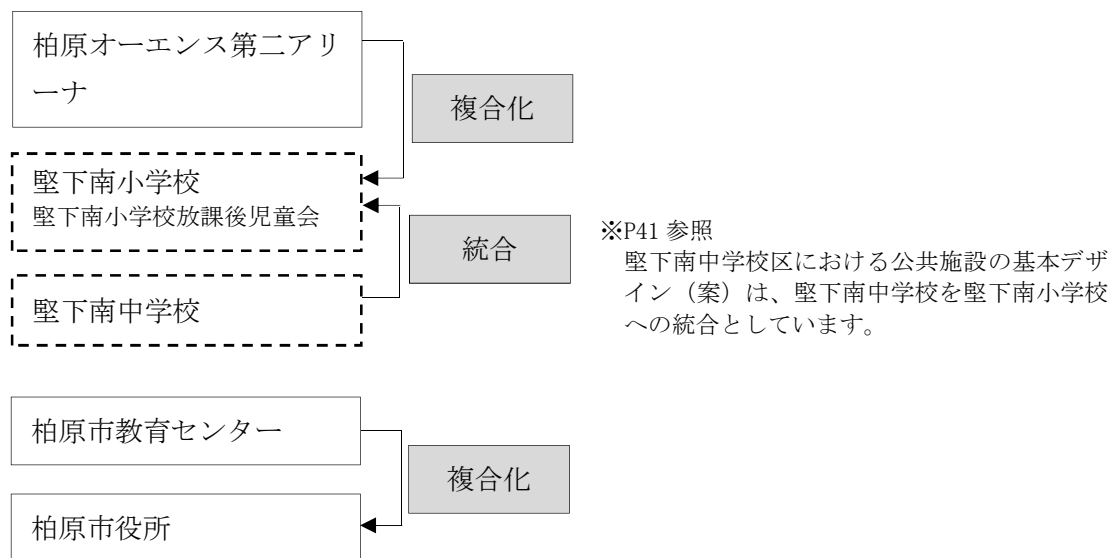 柏原オーエンス第二アリ
ーナ
複合化
堅下南小学校
堅下南小学校放課後児童会
統合
堅下南中学校
※P41 参照
堅下南中学校区における公共施設の基本デザ
イン（案）は、堅下南中学校を堅下南小学校
への統合としています。
柏原市教育センター
複合化
柏原市役所